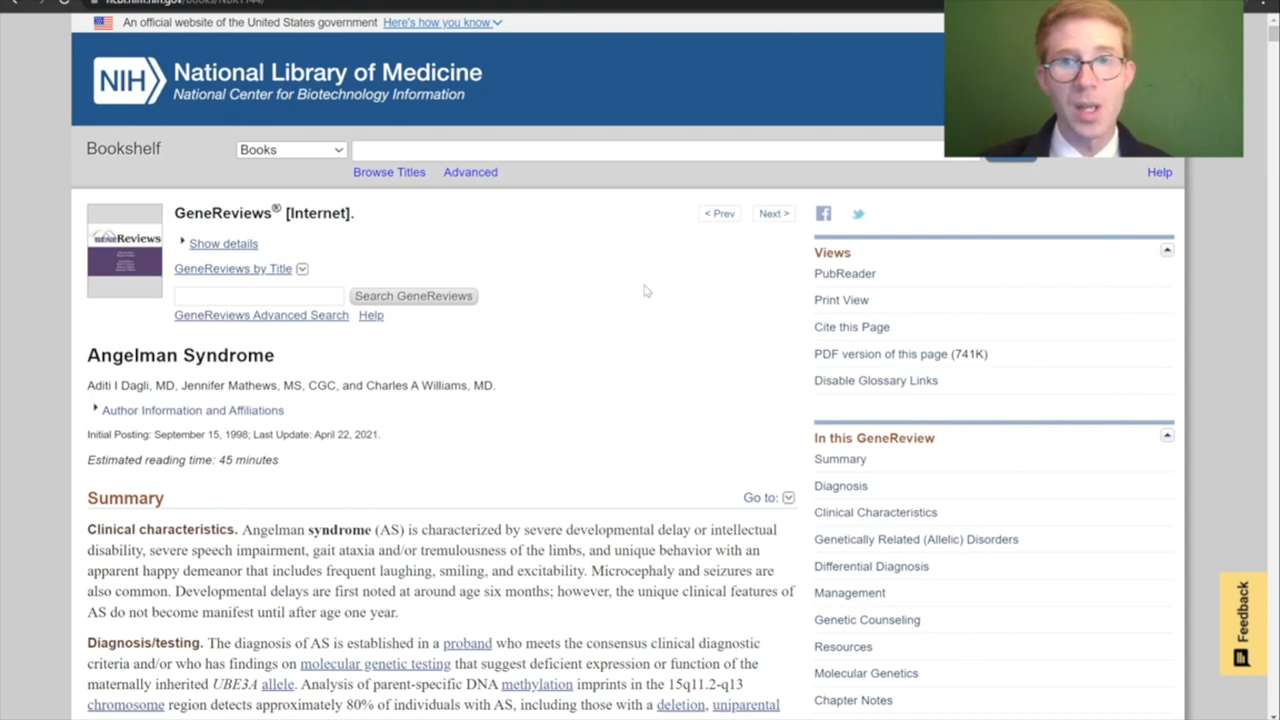 An official website of the United States government Here's how you know
NIH National Library of Medicine
National Center for Biotechnology Information
Bookshelf Books
Browse Titles Advanced Help
GeneReviews® [Internet].
< Prev Next >
Show details
GeneReviews by Title
Search GeneReviews
GeneReviews Advanced Search Help
Angelman Syndrome
Aditi I Dagli, MD, Jennifer Mathews, MS, CGC, and Charles A Williams, MD.
Author Information and Affiliations
Initial Posting: September 15, 1998; Last Update: April 22, 2021.
Estimated reading time: 45 minutes
Summary Go to:
Clinical characteristics. Angelman syndrome (AS) is characterized by severe developmental delay or intellectual
disability, severe speech impairment, gait ataxia and/or tremulousness of the limbs, and unique behavior with an
apparent happy demeanor that includes frequent laughing, smiling, and excitability. Microcephaly and seizures are
also common. Developmental delays are first noted at around age six months; however, the unique clinical features of
AS do not become manifest until after age one year.
Diagnosis/testing. The diagnosis of AS is established in a proband who meets the consensus clinical diagnostic
criteria and/or who has findings on molecular genetic testing that suggest deficient expression or function of the
maternally inherited UBE3A allele. Analysis of parent-specific DNA methylation imprints in the 15q11.2-q13
chromosome region detects approximately 80% of individuals with AS, including those with a deletion, uniparental
Views
PubReader
Print View
Cite this Page
PDF version of this page (741K)
Disable Glossary Links
In this GeneReview
Summary
Diagnosis
Clinical Characteristics
Genetically Related (Allelic) Disorders
Differential Diagnosis
Management
Genetic Counseling
Resources
Molecular Genetics
Chapter Notes
Feedback